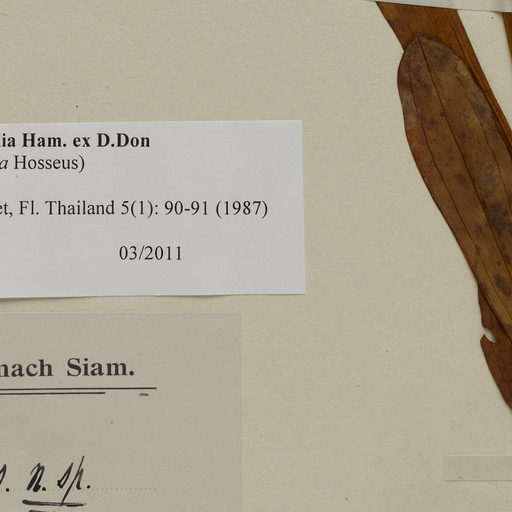 ia Ham. ex D.Don
a Hosseus)
et, Fl. Thailand 5(1): 90-91 (1987)
03/2011
nach Siam.
n. sp.